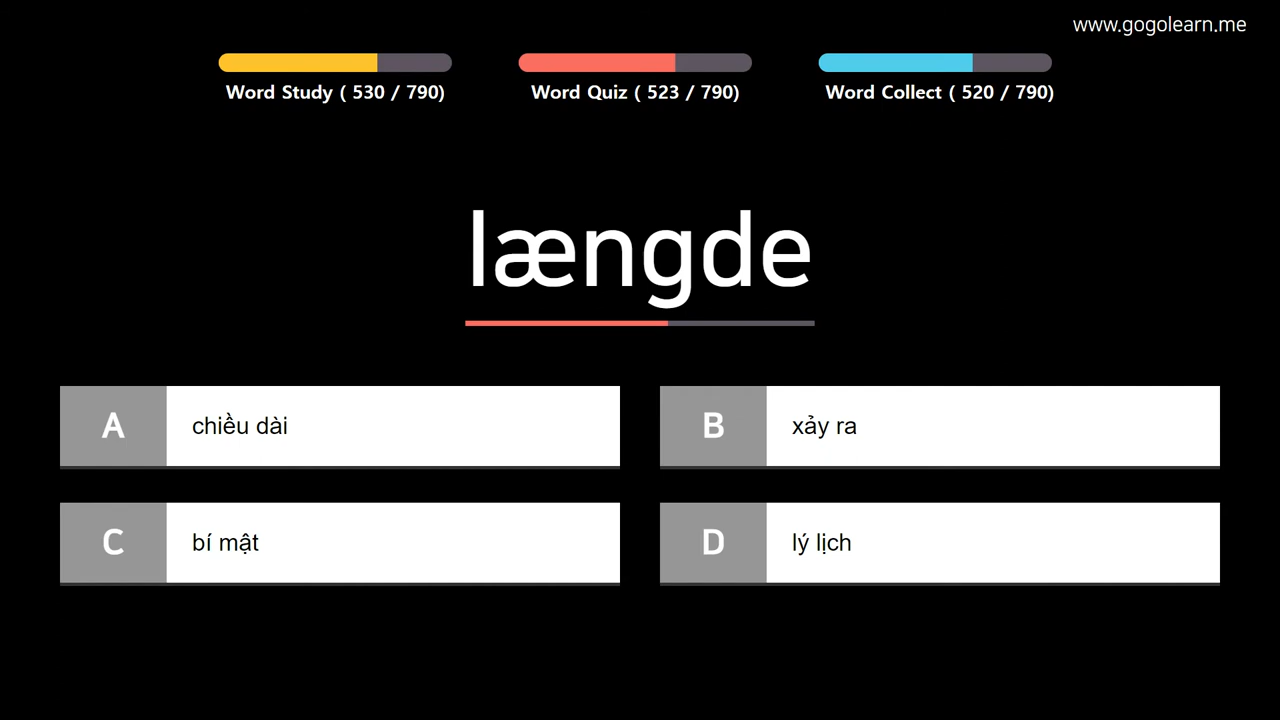 www.gogolearn.me
Word Study ( 530 / 790)
Word Quiz ( 523 / 790)
Word Collect ( 520 / 790)
længde
A chiều dài
B xảy ra
C bí mật
D lý lịch